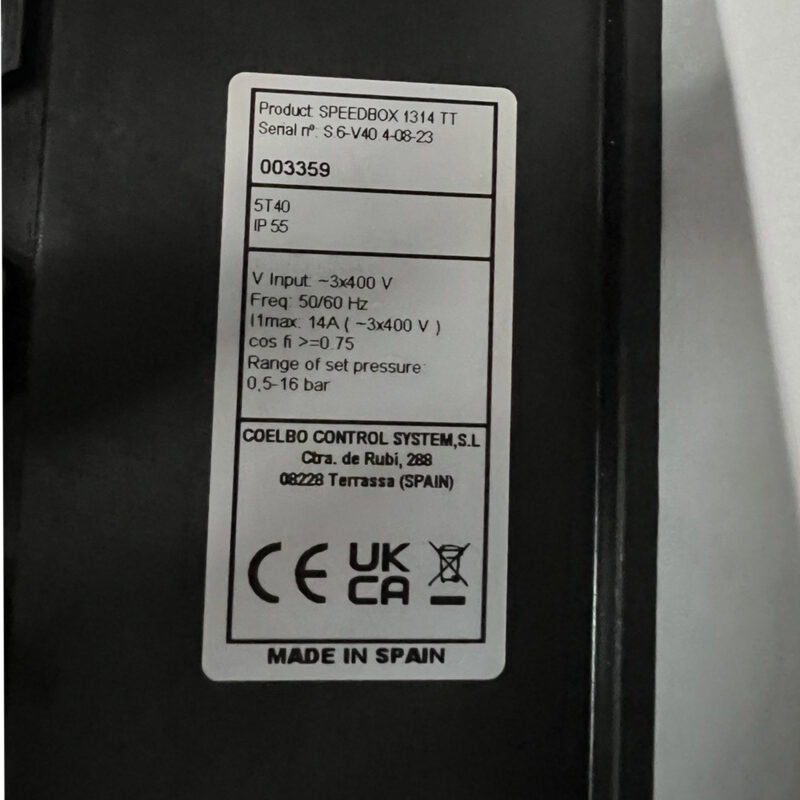 Product: SPEEDBOX 1314 TT
Serial nº: S 6-V40 4-08-23
003359
5T40
IP 55
V Input: ~3x400 V
Freq: 50/60 Hz
I1max: 14A ( ~3x400 V )
cos fi >=0.75
Range of set pressure:
0,5-16 bar
COELBO CONTROL SYSTEM,S.L
Ctra. de Rubí, 288
08228 Terrassa (SPAIN)
CE UK
CA
MADE IN SPAIN